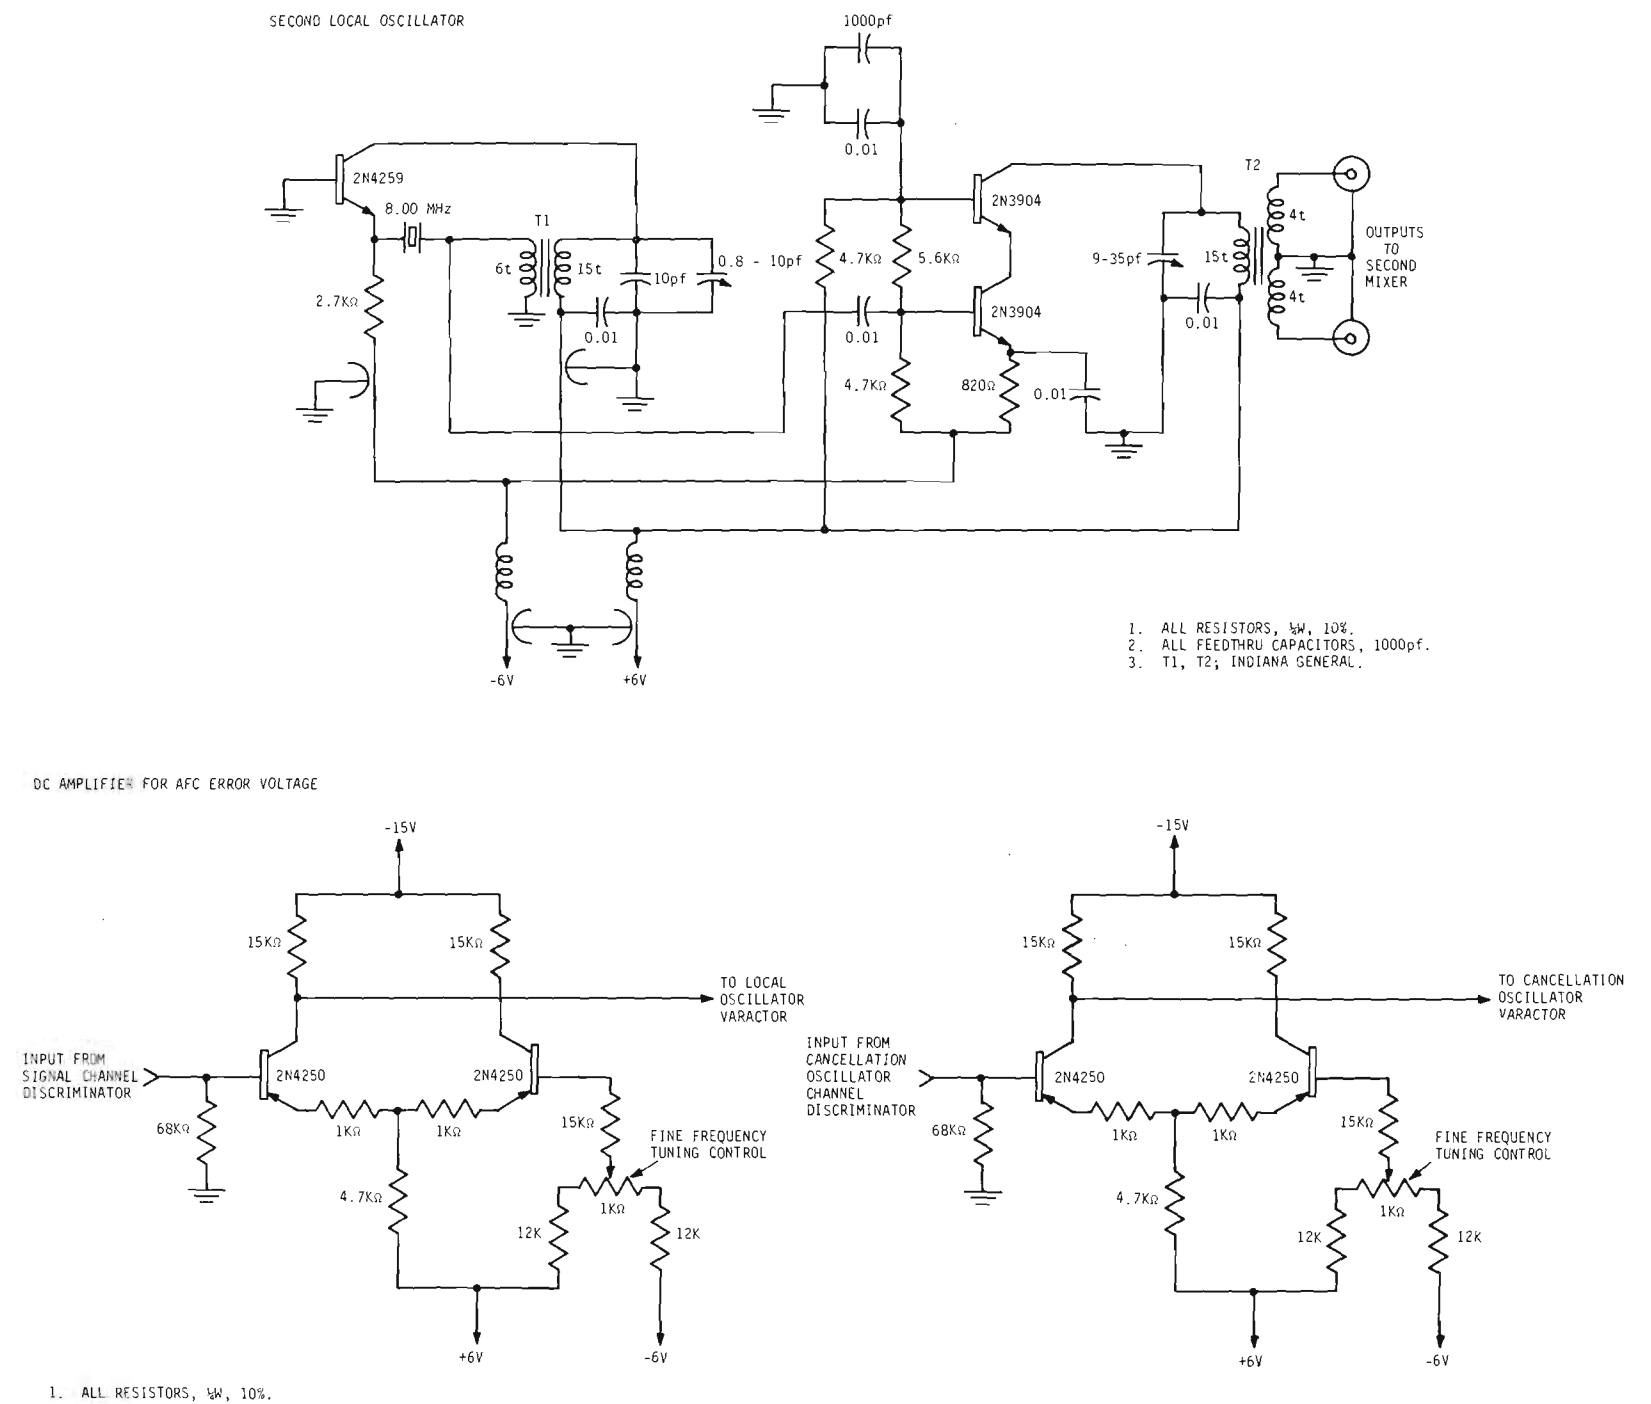 SECOND LOCAL OSCILLATOR
1000pf
0.01
2N4259
8.00 MHz
T1
6t
15t
10pf
0.8 - 10pf
0.01
2.7KΩ
4.7KΩ
5.6KΩ
2N3904
2N3904
0.01
4.7KΩ
820Ω
0.01
T2
9-35pf
15t
4t
4t
0.01
OUTPUTS
TO
SECOND
MIXER
-6V
+6V
1. ALL RESISTORS, ¼W, 10%.
2. ALL FEEDTHRU CAPACITORS, 1000pf.
3. T1, T2; INDIANA GENERAL.
DC AMPLIFIER FOR AFC ERROR VOLTAGE
-15V
15KΩ
15KΩ
TO LOCAL
OSCILLATOR
VARACTOR
INPUT FROM
SIGNAL CHANNEL
DISCRIMINATOR
2N4250
2N4250
68KΩ
1KΩ
1KΩ
15KΩ
FINE FREQUENCY
TUNING CONTROL
4.7KΩ
1KΩ
12K
12K
+6V
-6V
-15V
15KΩ
15KΩ
TO CANCELLATION
OSCILLATOR
VARACTOR
INPUT FROM
CANCELLATION
OSCILLATOR
CHANNEL
DISCRIMINATOR
2N4250
2N4250
68KΩ
1KΩ
1KΩ
15KΩ
FINE FREQUENCY
TUNING CONTROL
4.7KΩ
1KΩ
12K
12K
+6V
-6V
1. ALL RESISTORS, ¼W, 10%.